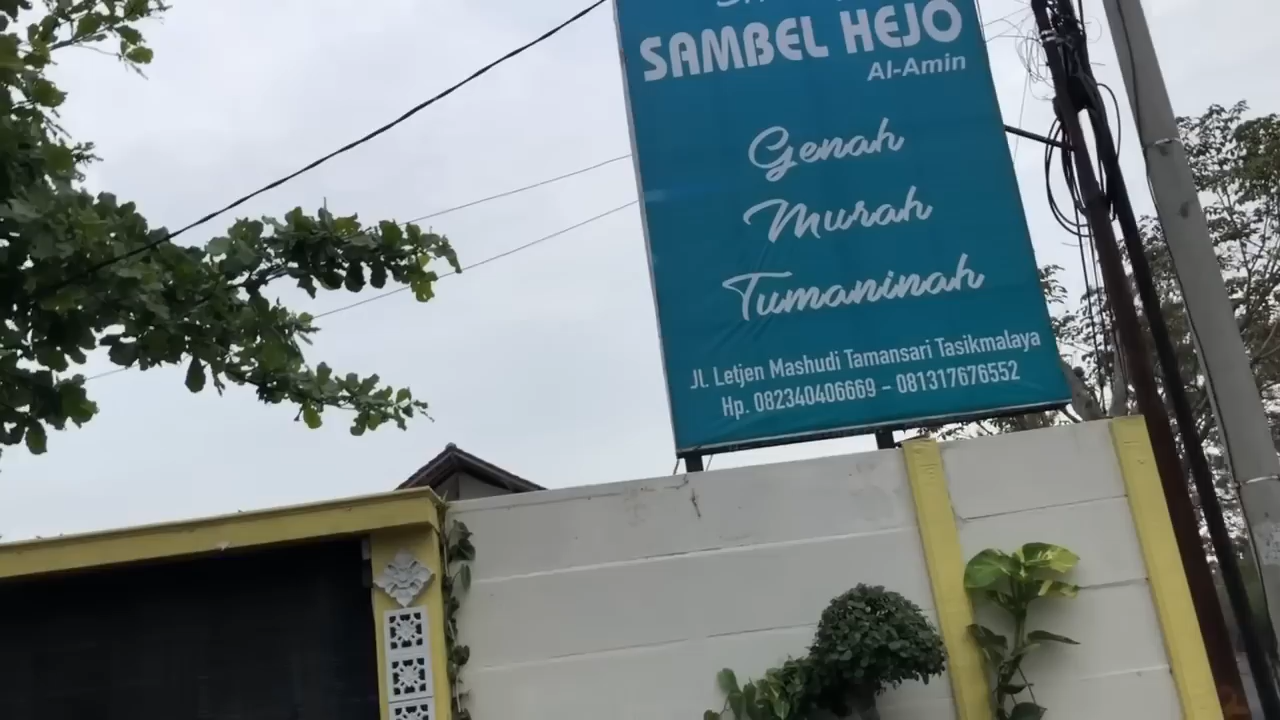 SAMBEL HEJO
Al-Amin
Genah
Murah
Tumaninah
Jl. Letjen Mashudi Tamansari Tasikmalaya
Hp. 082340406669 - 081317676552